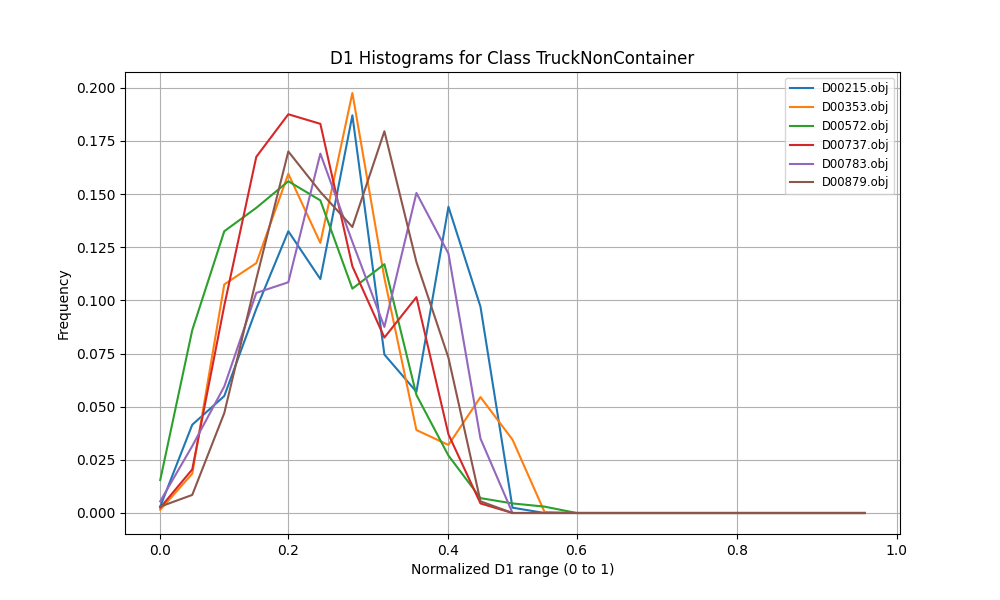 D1 Histograms for Class TruckNonContainer
D00215.obj
D00353.obj
D00572.obj
D00737.obj
D00783.obj
D00879.obj
Frequency
0.200
0.175
0.150
0.125
0.100
0.075
0.050
0.025
0.000
0.0 0.2 0.4 0.6 0.8 1.0
Normalized D1 range (0 to 1)